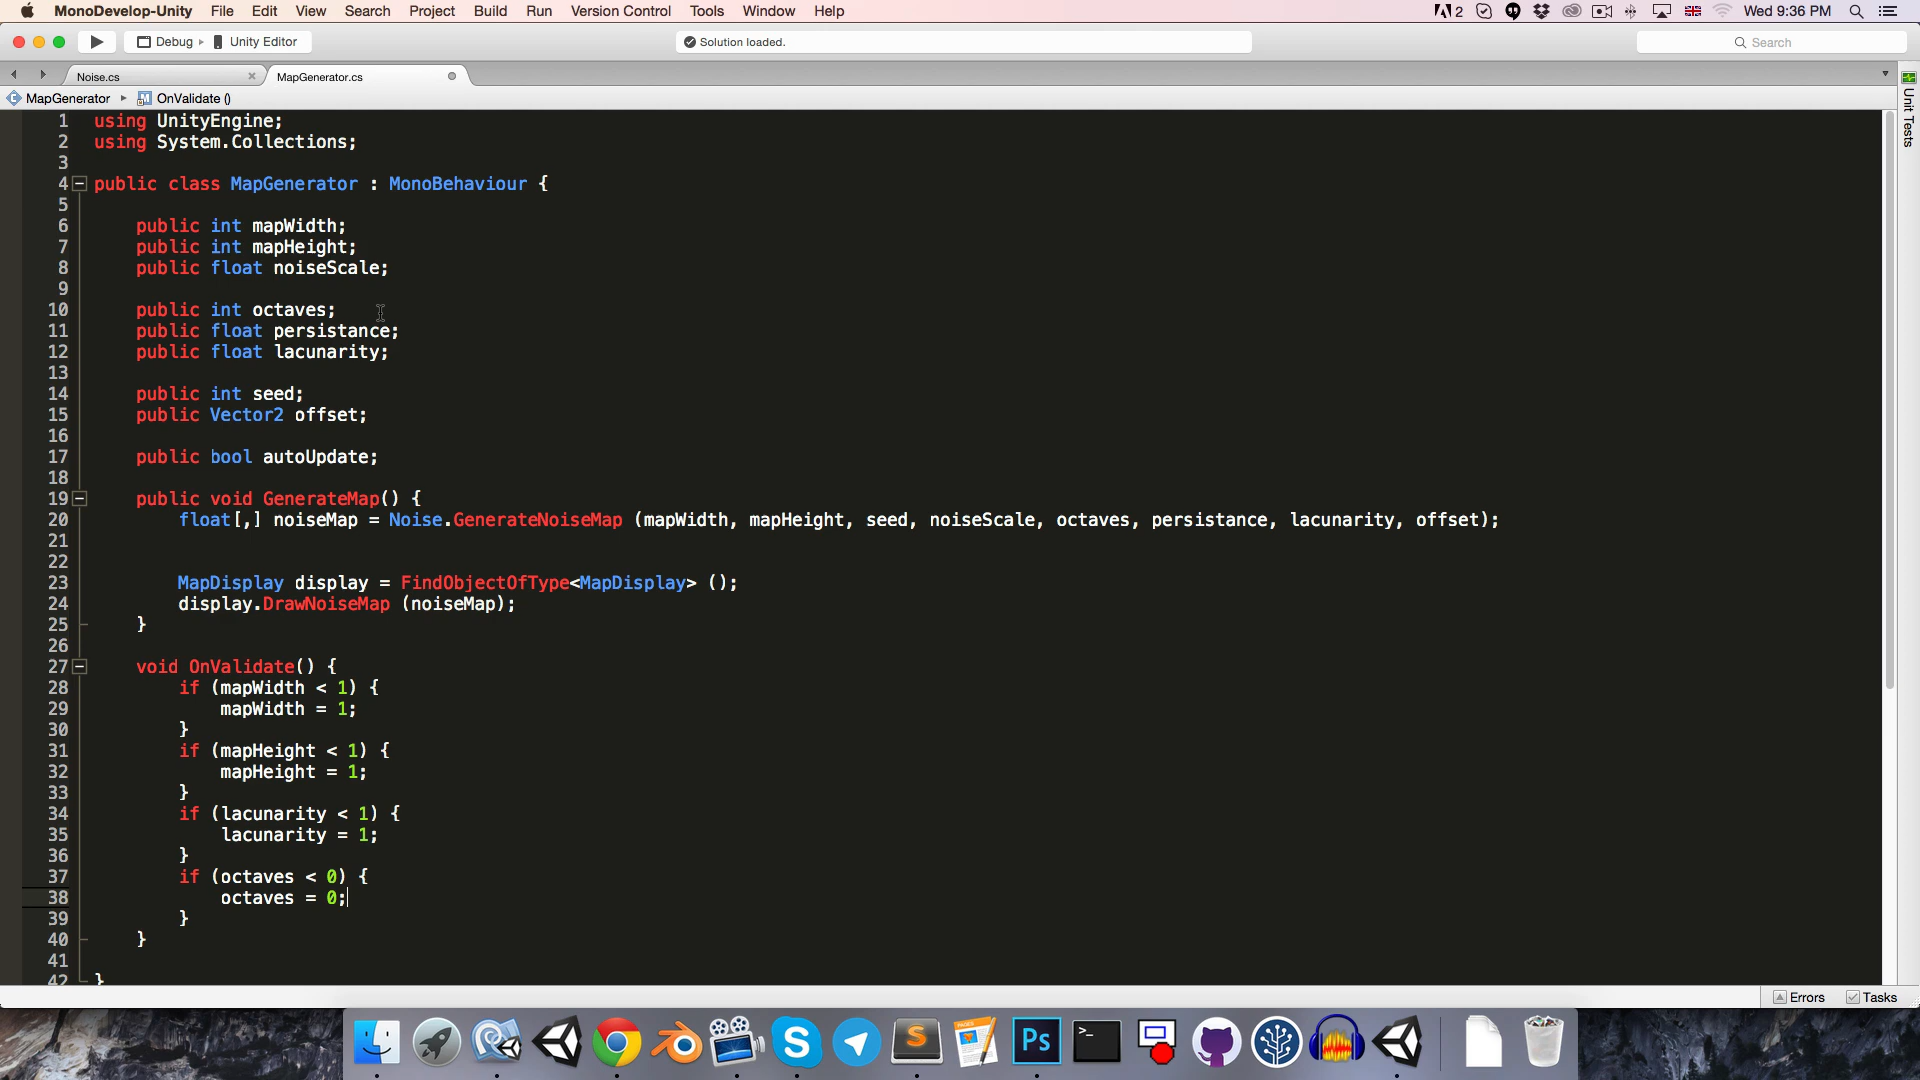 MonoDevelop-Unity File Edit View Search Project Build Run Version Control Tools Window Help 2 Wed 9:36 PM
Debug Unity Editor Solution loaded. Search
Noise.cs MapGenerator.cs
MapGenerator OnValidate ()
Unit Tests
1 using UnityEngine;
2 using System.Collections;
3
4 public class MapGenerator : MonoBehaviour {
5
6 public int mapWidth;
7 public int mapHeight;
8 public float noiseScale;
9
10 public int octaves;
11 public float persistance;
12 public float lacunarity;
13
14 public int seed;
15 public Vector2 offset;
16
17 public bool autoUpdate;
18
19 public void GenerateMap() {
20 float[,] noiseMap = Noise.GenerateNoiseMap (mapWidth, mapHeight, seed, noiseScale, octaves, persistance, lacunarity, offset);
21
22
23 MapDisplay display = FindObjectOfType<MapDisplay> ();
24 display.DrawNoiseMap (noiseMap);
25 }
26
27 void OnValidate() {
28 if (mapWidth < 1) {
29 mapWidth = 1;
30 }
31 if (mapHeight < 1) {
32 mapHeight = 1;
33 }
34 if (lacunarity < 1) {
35 lacunarity = 1;
36 }
37 if (octaves < 0) {
38 octaves = 0;
39 }
40 }
41
42 }
Errors Tasks
PAGES
Ps